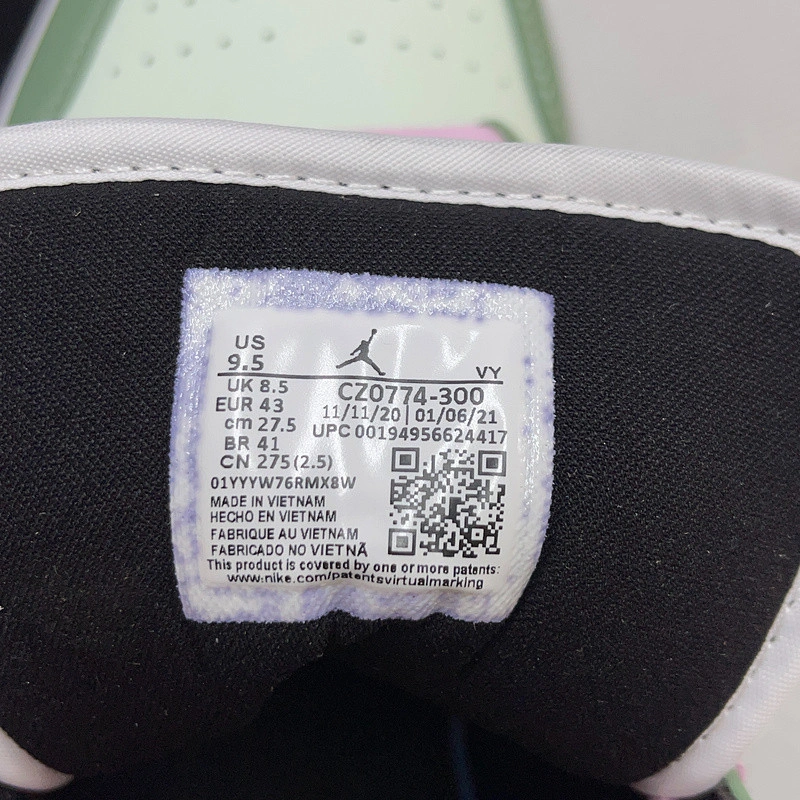 US
9.5
VY
UK 8.5
EUR 43
cm 27.5
BR 41
CN 275 (2.5)
CZ0774-300
11/11/20 | 01/06/21
UPC 00194956624417
01YYYW76RMX8W
MADE IN VIETNAM
HECHO EN VIETNAM
FABRIQUE AU VIETNAM
FABRICADO NO VIETNÃ
This product is covered by one or more patents:
www.nike.com/patentsvirtualmarking